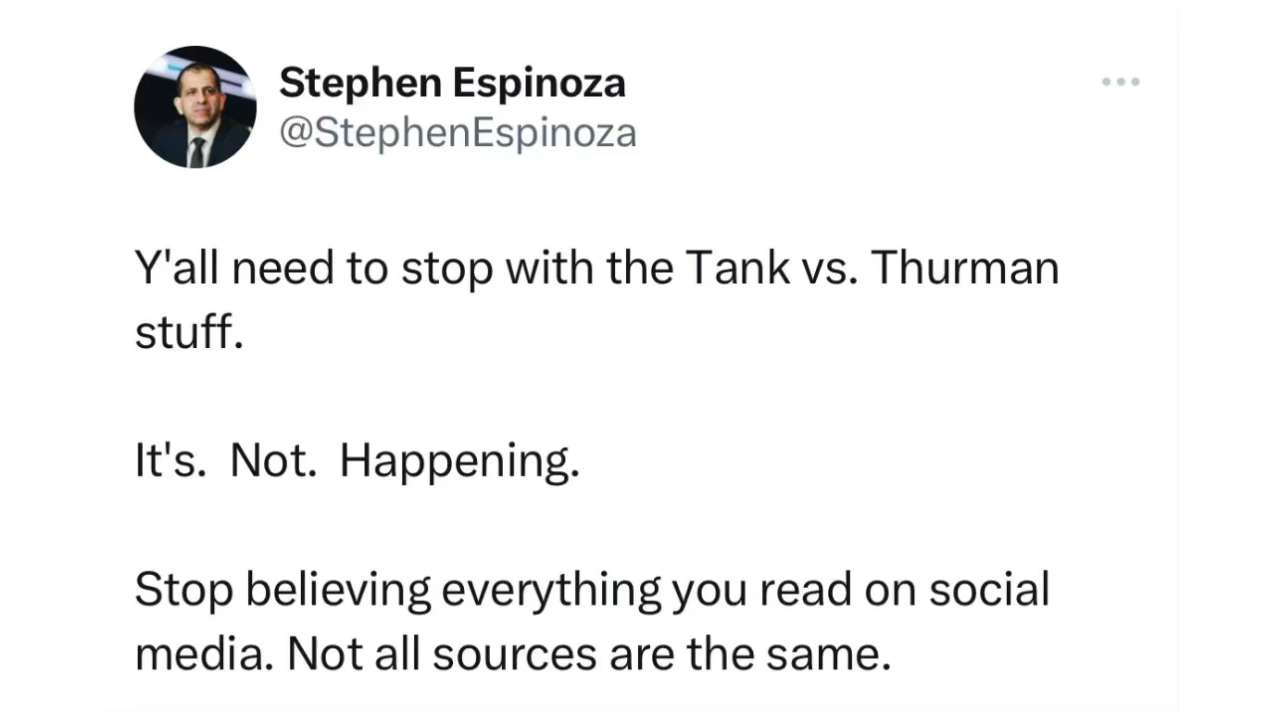 Stephen Espinoza
@StephenEspinoza
Y'all need to stop with the Tank vs. Thurman
stuff.
It's.  Not.  Happening.
Stop believing everything you read on social
media. Not all sources are the same.